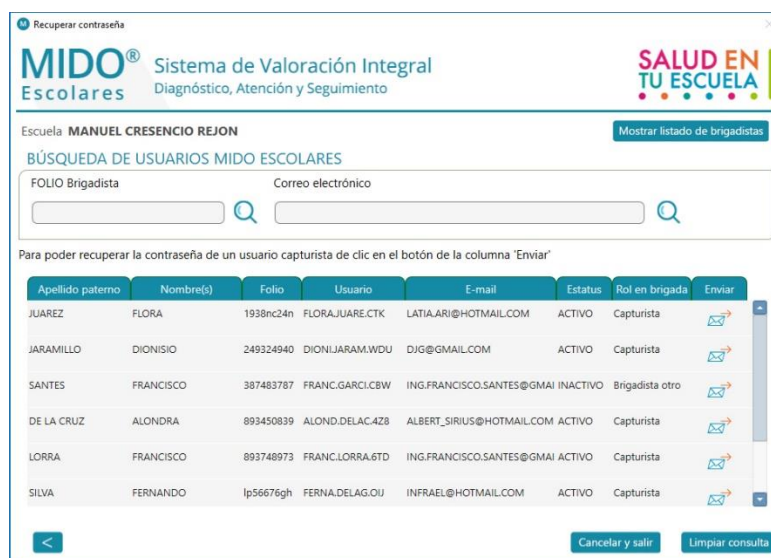 M Recuperar contraseña
MIDO® Escolares
Sistema de Valoración Integral
Diagnóstico, Atención y Seguimiento
SALUD EN TU ESCUELA
Escuela MANUEL CRESENCIO REJON
Mostrar listado de brigadistas
BÚSQUEDA DE USUARIOS MIDO ESCOLARES
FOLIO Brigadista Correo electrónico
Para poder recuperar la contraseña de un usuario capturista de clic en el botón de la columna 'Enviar'
Apellido paterno Nombre(s) Folio Usuario E-mail Estatus Rol en brigada Enviar
JUAREZ FLORA 1938nc24n FLORA.JUARE.CTK LATIA.ARI@HOTMAIL.COM ACTIVO Capturista
JARAMILLO DIONISIO 249324940 DIONI.JARAM.WDU DJG@GMAIL.COM ACTIVO Capturista
SANTES FRANCISCO 387483787 FRANC.GARCI.CBW ING.FRANCISCO.SANTES@GMAI INACTIVO Brigadista otro
DE LA CRUZ ALONDRA 893450839 ALOND.DELAC.4Z8 ALBERT_SIRIUS@HOTMAIL.COM ACTIVO Capturista
LORRA FRANCISCO 893748973 FRANC.LORRA.6TD ING.FRANCISCO.SANTES@GMAI ACTIVO Capturista
SILVA FERNANDO lp56676gh FERNA.DELAG.OIJ INFRAEL@HOTMAIL.COM ACTIVO Capturista
< Cancelar y salir Limpiar consulta